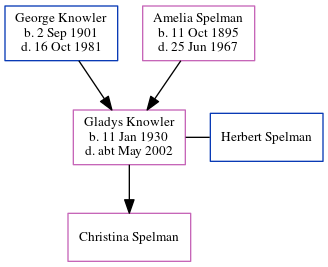 George Knowler
b. 2 Sep 1901
d. 16 Oct 1981
Amelia Spelman
b. 11 Oct 1895
d. 25 Jun 1967
Gladys Knowler
b. 11 Jan 1930
d. abt May 2002
Herbert Spelman
Christina Spelman